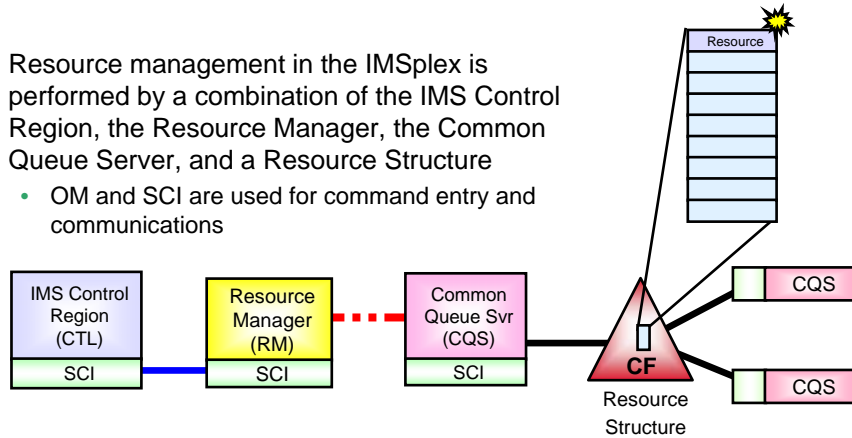 Resource
Resource management in the IMSplex is
performed by a combination of the IMS Control
Region, the Resource Manager, the Common
Queue Server, and a Resource Structure
• OM and SCI are used for command entry and
communications
IMS Control
Region
(CTL)
SCI
Resource
Manager
(RM)
SCI
Common
Queue Svr
(CQS)
SCI
CF
Resource
Structure
CQS
CQS